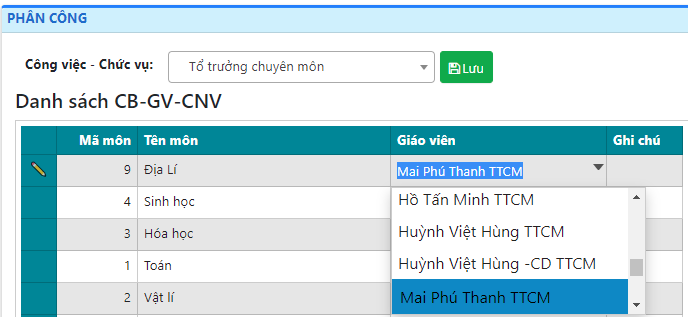 PHÂN CÔNG
Công việc - Chức vụ: Tổ trưởng chuyên môn Lưu
Danh sách CB-GV-CNV
Mã môn Tên môn Giáo viên Ghi chú
9 Địa Lí Mai Phú Thanh TTCM
4 Sinh học Hồ Tấn Minh TTCM
3 Hóa học Huỳnh Việt Hùng TTCM
1 Toán Huỳnh Việt Hùng -CD TTCM
2 Vật lí Mai Phú Thanh TTCM